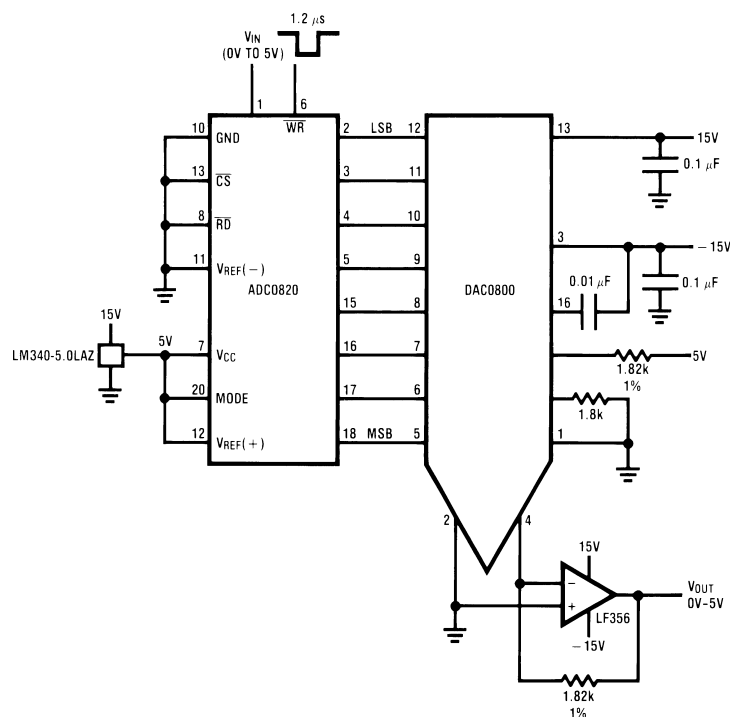 1.2 μs
VIN
(0V TO 5V)
1
6
WR
10 GND
2 LSB 12
13
15V
0.1 μF
13 CS
3
11
8 RD
4
10
11 VREF(−)
5
9
3
−15V
0.1 μF
ADC0820
DAC0800
15
8
16
0.01 μF
15V
LM340-5.0LAZ
5V
7 VCC
16
7
5V
1.82k
1%
20 MODE
17
6
1.8k
12 VREF(+)
18 MSB 5
1
2
4
15V
−
+
LF356
−15V
VOUT
0V–5V
1.82k
1%